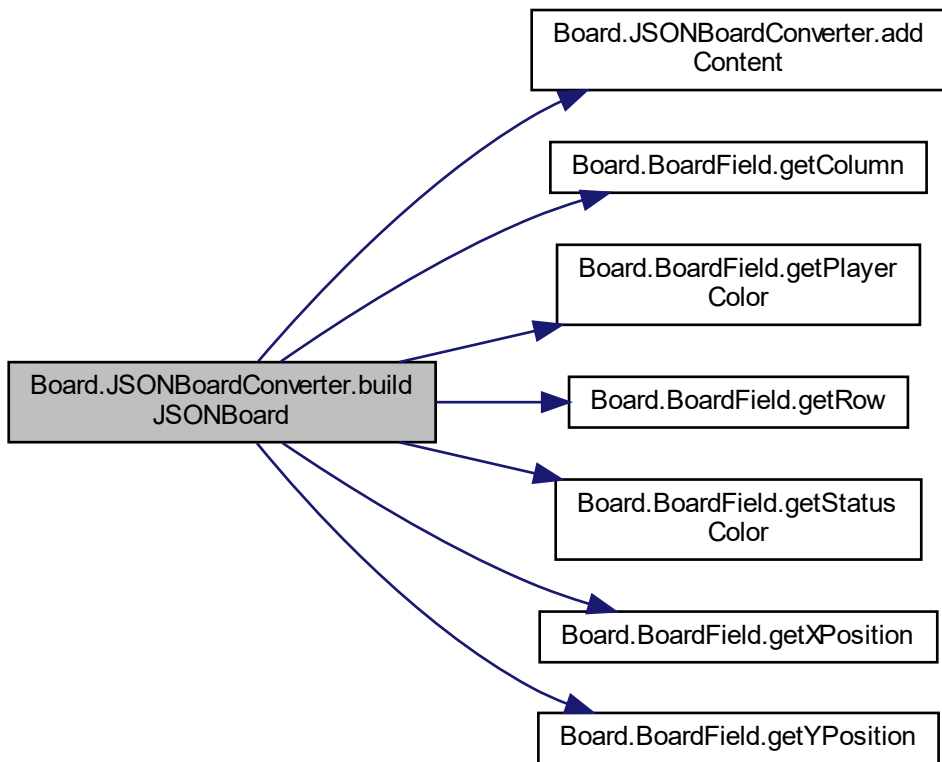 Board.JSONBoardConverter.add
Content
Board.BoardField.getColumn
Board.BoardField.getPlayer
Color
Board.JSONBoardConverter.build
JSONBoard
Board.BoardField.getRow
Board.BoardField.getStatus
Color
Board.BoardField.getXPosition
Board.BoardField.getYPosition